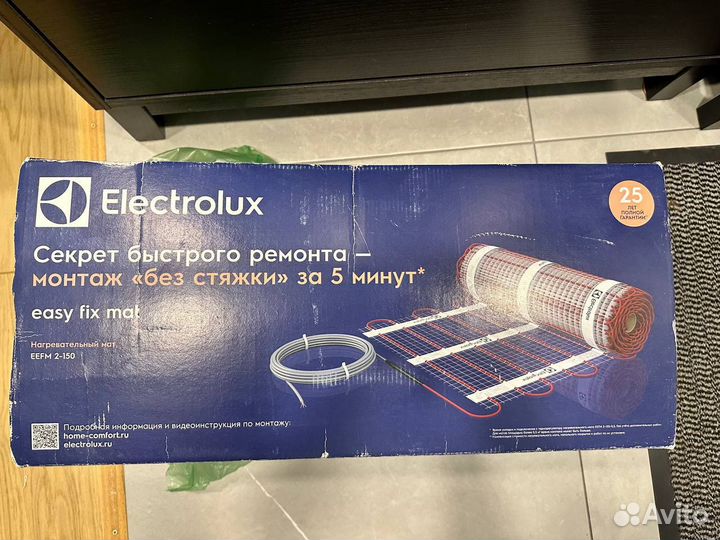 Electrolux
25
ЛЕТ
ПОЛНОЙ
ГАРАНТИИ
Секрет быстрого ремонта —
монтаж «без стяжки» за 5 минут*
easy fix mat
Нагревательный мат
EEFM 2-150
Подробная информация и видеоинструкция по монтажу:
home-comfort.ru
electrolux.ru
Avito